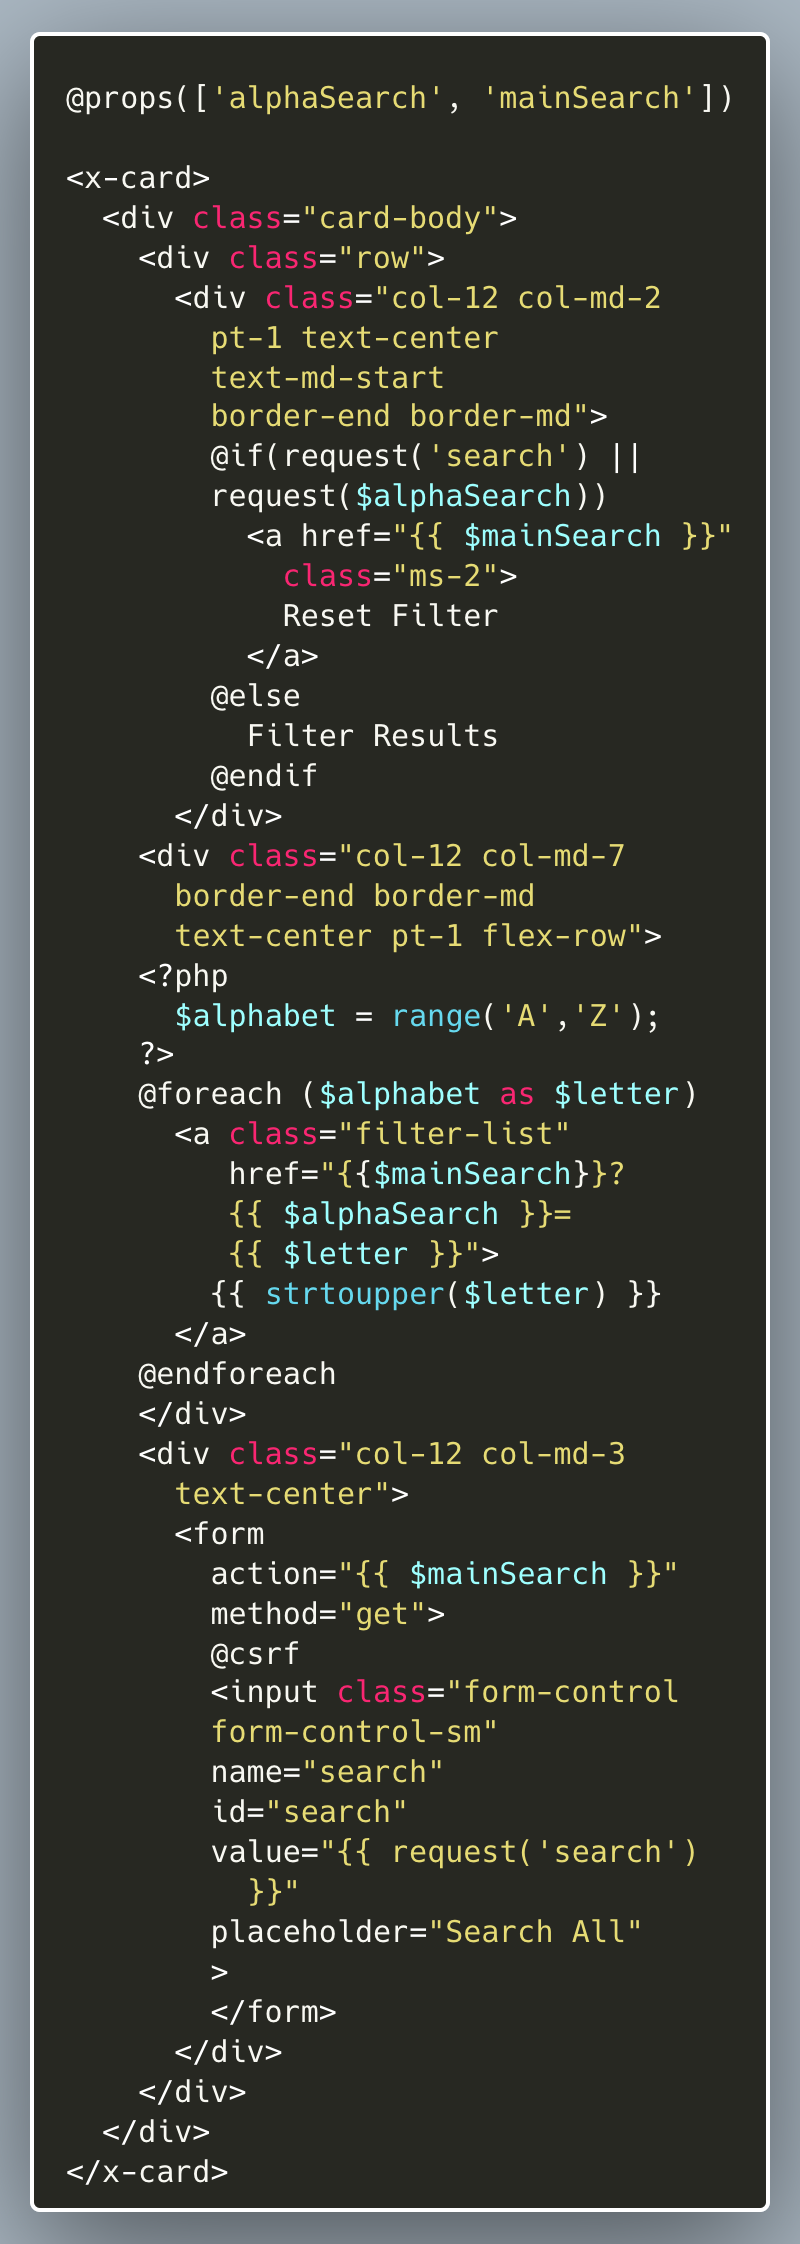 @props(['alphaSearch', 'mainSearch'])

<x-card>
  <div class="card-body">
    <div class="row">
      <div class="col-12 col-md-2
        pt-1 text-center
        text-md-start
        border-end border-md">
        @if(request('search') ||
        request($alphaSearch))
          <a href="{{ $mainSearch }}"
            class="ms-2">
            Reset Filter
          </a>
        @else
          Filter Results
        @endif
      </div>
    <div class="col-12 col-md-7
      border-end border-md
      text-center pt-1 flex-row">
    <?php
      $alphabet = range('A','Z');
    ?>
    @foreach ($alphabet as $letter)
      <a class="filter-list"
         href="{{$mainSearch}}?
         {{ $alphaSearch }}=
         {{ $letter }}">
        {{ strtoupper($letter) }}
      </a>
    @endforeach
    </div>
    <div class="col-12 col-md-3
      text-center">
      <form
        action="{{ $mainSearch }}"
        method="get">
        @csrf
        <input class="form-control
        form-control-sm"
        name="search"
        id="search"
        value="{{ request('search')
          }}"
        placeholder="Search All"
        >
        </form>
      </div>
    </div>
  </div>
</x-card>